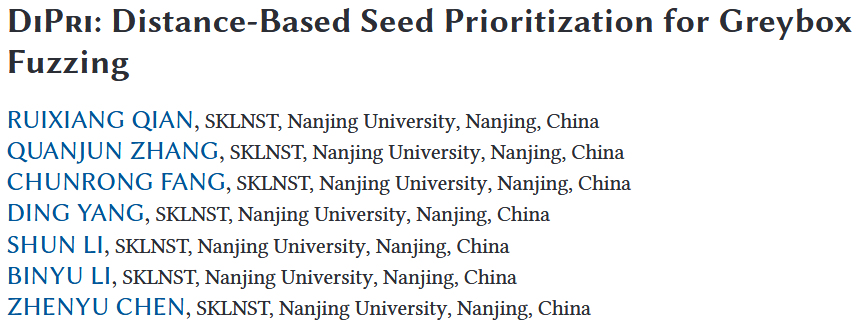 DiPri: Distance-Based Seed Prioritization for Greybox
Fuzzing
RUIXIANG QIAN, SKLNST, Nanjing University, Nanjing, China
QUANJUN ZHANG, SKLNST, Nanjing University, Nanjing, China
CHUNRONG FANG, SKLNST, Nanjing University, Nanjing, China
DING YANG, SKLNST, Nanjing University, Nanjing, China
SHUN LI, SKLNST, Nanjing University, Nanjing, China
BINYU LI, SKLNST, Nanjing University, Nanjing, China
ZHENYU CHEN, SKLNST, Nanjing University, Nanjing, China